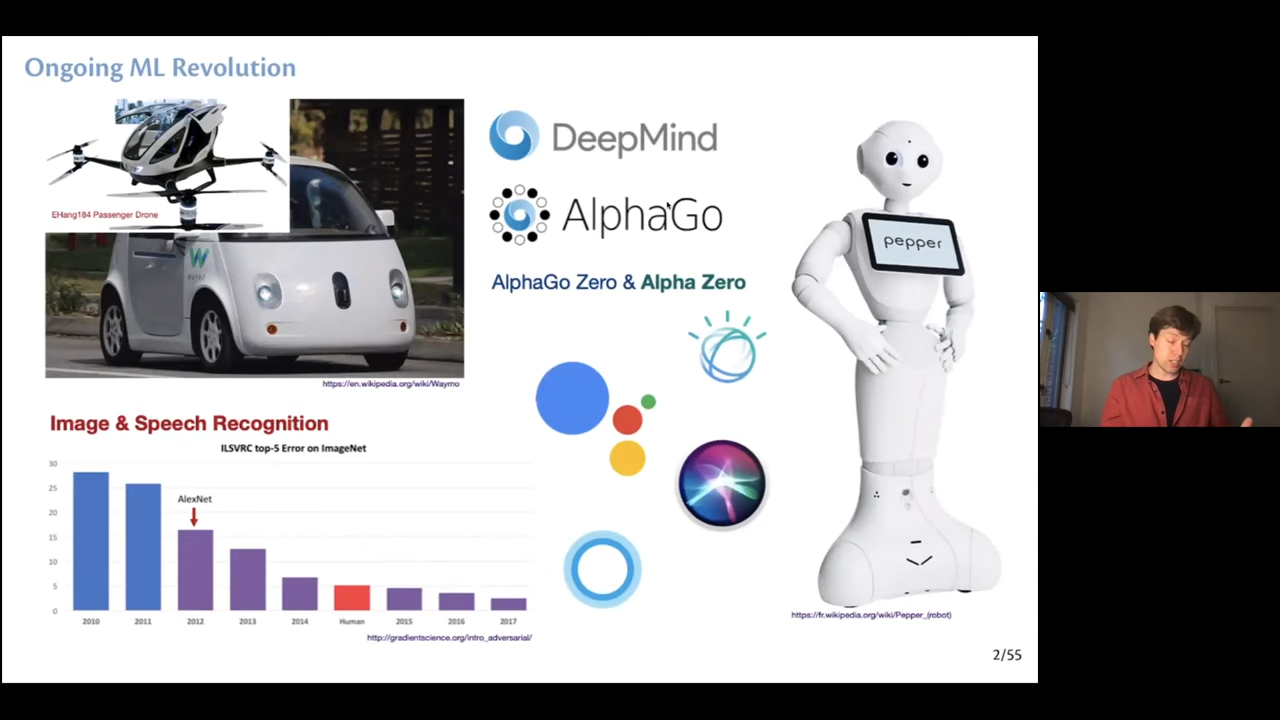 Ongoing ML Revolution
EHang184 Passenger Drone
W
https://en.wikipedia.org/wiki/Waymo
DeepMind
AlphaGo
AlphaGo Zero & Alpha Zero
pepper
https://fr.wikipedia.org/wiki/Pepper_(robot)
Image & Speech Recognition
ILSVRC top-5 Error on ImageNet
30
25
20
15
10
5
0
AlexNet
2010 2011 2012 2013 2014 Human 2015 2016 2017
http://gradientscience.org/intro_adversarial/
2/55